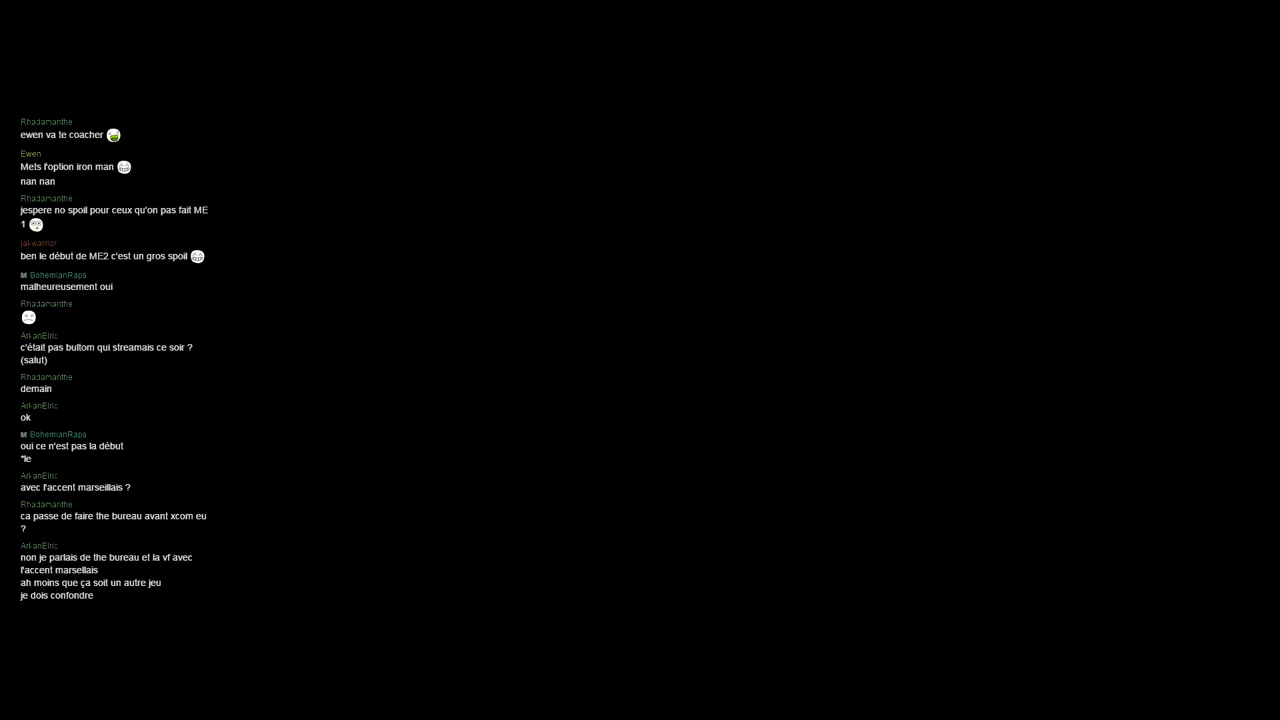 Rhadamanthe
ewen va te coacher
Ewen
Mets l'option iron man
nan nan
Rhadamanthe
jespere no spoil pour ceux qu'on pas fait ME
1
jarwarrior
ben le début de ME2 c'est un gros spoil
M BohemianRaps
malheureusement oui
Rhadamanthe
ArkanElric
c'était pas bultom qui streamais ce soir ?
(salut)
Rhadamanthe
demain
ArkanElric
ok
M BohemianRaps
oui ce n'est pas la début
*le
ArkanElric
avec l'accent marseillais ?
Rhadamanthe
ca passe de faire the bureau avant xcom eu
?
ArkanElric
non je parlais de the bureau et la vf avec
l'accent marsellais
ah moins que ça soit un autre jeu
je dois confondre